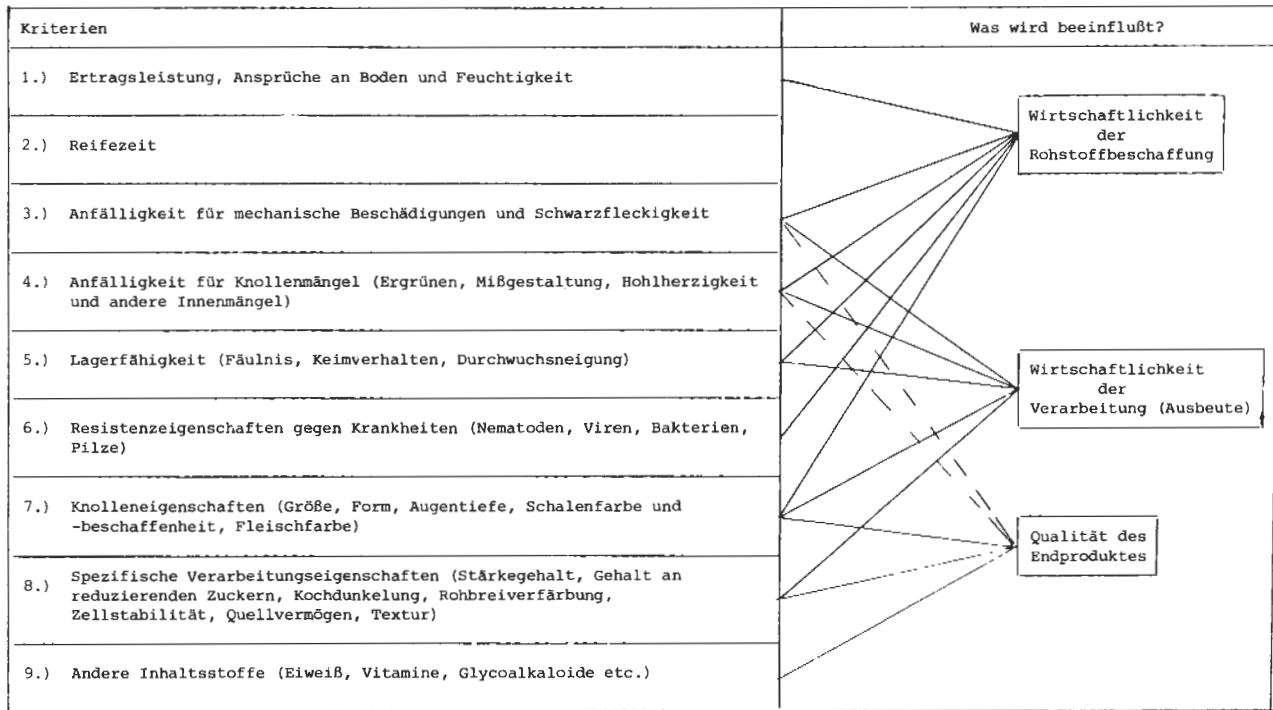 Kriterien
Was wird beeinflußt?
1.) Ertragsleistung, Ansprüche an Boden und Feuchtigkeit
2.) Reifezeit
3.) Anfälligkeit für mechanische Beschädigungen und Schwarzfleckigkeit
4.) Anfälligkeit für Knollenmängel (Ergrünen, Mißgestaltung, Hohlherzigkeit
und andere Innenmängel)
5.) Lagerfähigkeit (Fäulnis, Keimverhalten, Durchwuchsneigung)
6.) Resistenzeigenschaften gegen Krankheiten (Nematoden, Viren, Bakterien,
Pilze)
7.) Knolleneigenschaften (Größe, Form, Augentiefe, Schalenfarbe und
-beschaffenheit, Fleischfarbe)
8.) Spezifische Verarbeitungseigenschaften (Stärkegehalt, Gehalt an
reduzierenden Zuckern, Kochdunkelung, Rohbreiverfärbung,
Zellstabilität, Quellvermögen, Textur)
9.) Andere Inhaltsstoffe (Eiweiß, Vitamine, Glycoalkaloide etc.)
Wirtschaftlichkeit
der
Rohstoffbeschaffung
Wirtschaftlichkeit
der
Verarbeitung (Ausbeute)
Qualität des
Endproduktes